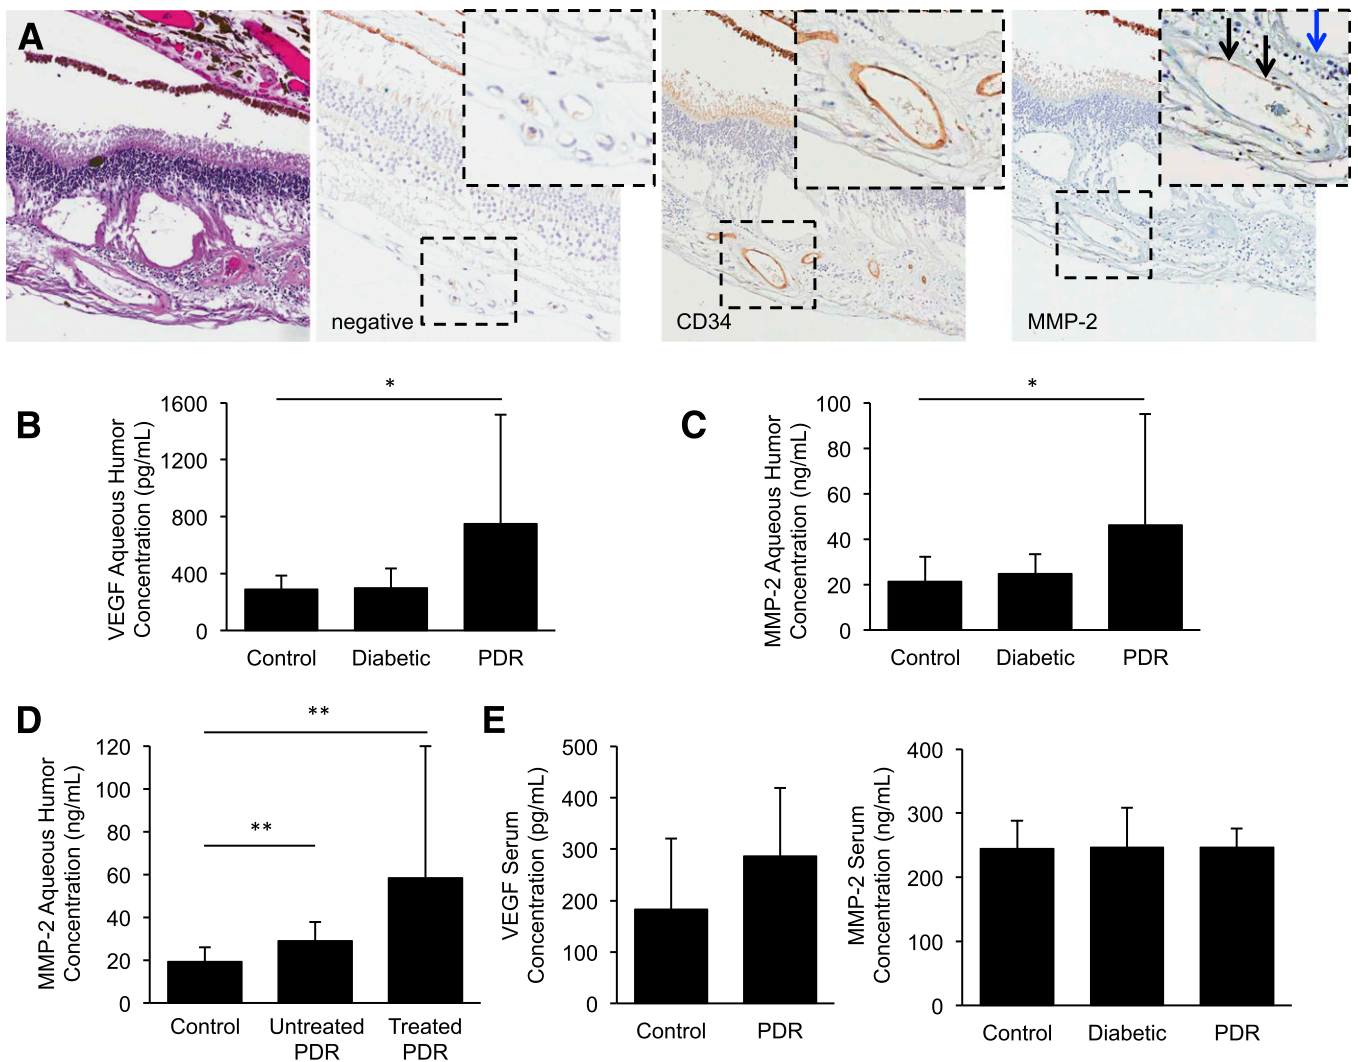 A
negative
CD34
MMP-2
B
VEGF Aqueous Humor
Concentration (pg/mL)
1600
1200
800
400
0
*
Control
Diabetic
PDR
C
MMP-2 Aqueous Humor
Concentration (ng/mL)
100
80
60
40
20
0
*
Control
Diabetic
PDR
D
MMP-2 Aqueous Humor
Concentration (ng/mL)
120
100
80
60
40
20
0
**
**
Control
Untreated
PDR
Treated
PDR
E
VEGF Serum
Concentration (pg/mL)
500
400
300
200
100
0
Control
PDR
MMP-2 Serum
Concentration (ng/mL)
400
300
200
100
0
Control
Diabetic
PDR